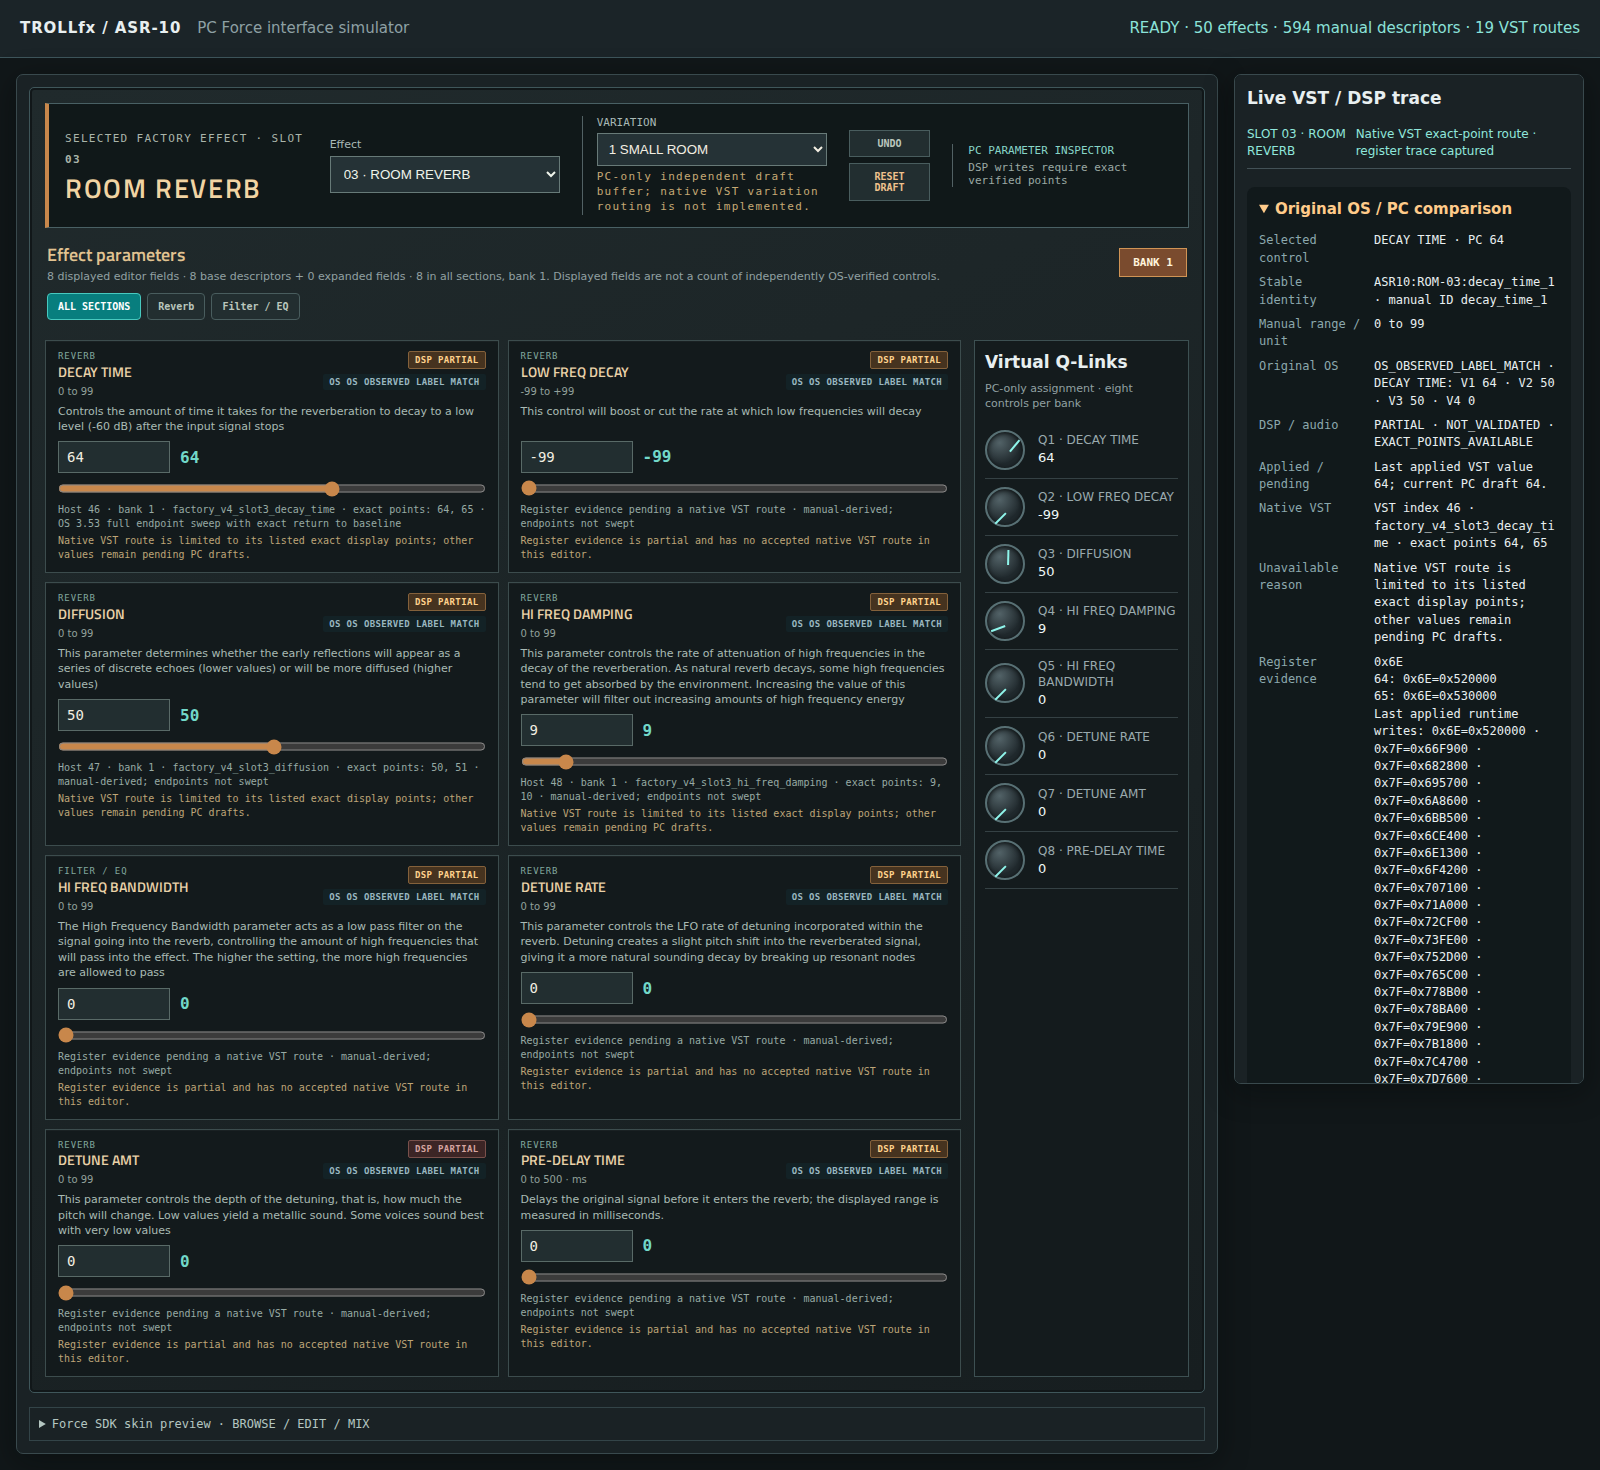 TROLLfx / ASR-10 PC Force interface simulator
READY · 50 effects · 594 manual descriptors · 19 VST routes
SELECTED FACTORY EFFECT · SLOT
03
ROOM REVERB
Effect
03 · ROOM REVERB
VARIATION
1 SMALL ROOM
PC-only independent draft
buffer; native VST variation
routing is not implemented.
UNDO
RESET
DRAFT
PC PARAMETER INSPECTOR
DSP writes require exact
verified points
Effect parameters
8 displayed editor fields · 8 base descriptors + 0 expanded fields · 8 in all sections, bank 1. Displayed fields are not a count of independently OS-verified controls.
BANK 1
ALL SECTIONS
Reverb
Filter / EQ
REVERB
DECAY TIME
0 to 99
DSP PARTIAL
OS OS OBSERVED LABEL MATCH
Controls the amount of time it takes for the reverberation to decay to a low
level (-60 dB) after the input signal stops
64 64
Host 46 · bank 1 · factory_v4_slot3_decay_time · exact points: 64, 65 ·
OS 3.53 full endpoint sweep with exact return to baseline
Native VST route is limited to its listed exact display points; other
values remain pending PC drafts.
REVERB
LOW FREQ DECAY
-99 to +99
DSP PARTIAL
OS OS OBSERVED LABEL MATCH
This control will boost or cut the rate at which low frequencies will decay
-99 -99
Register evidence pending a native VST route · manual-derived;
endpoints not swept
Register evidence is partial and has no accepted native VST route in
this editor.
REVERB
DIFFUSION
0 to 99
DSP PARTIAL
OS OS OBSERVED LABEL MATCH
This parameter determines whether the early reflections will appear as a
series of discrete echoes (lower values) or will be more diffused (higher
values)
50 50
Host 47 · bank 1 · factory_v4_slot3_diffusion · exact points: 50, 51 ·
manual-derived; endpoints not swept
Native VST route is limited to its listed exact display points; other
values remain pending PC drafts.
REVERB
HI FREQ DAMPING
0 to 99
DSP PARTIAL
OS OS OBSERVED LABEL MATCH
This parameter controls the rate of attenuation of high frequencies in the
decay of the reverberation. As natural reverb decays, some high frequencies
tend to get absorbed by the environment. Increasing the value of this
parameter will filter out increasing amounts of high frequency energy
9 9
Host 48 · bank 1 · factory_v4_slot3_hi_freq_damping · exact points: 9,
10 · manual-derived; endpoints not swept
Native VST route is limited to its listed exact display points; other
values remain pending PC drafts.
FILTER / EQ
HI FREQ BANDWIDTH
0 to 99
DSP PARTIAL
OS OS OBSERVED LABEL MATCH
The High Frequency Bandwidth parameter acts as a low pass filter on the
signal going into the reverb, controlling the amount of high frequencies that
will pass into the effect. The higher the setting, the more high frequencies
are allowed to pass
0 0
Register evidence pending a native VST route · manual-derived;
endpoints not swept
Register evidence is partial and has no accepted native VST route in
this editor.
REVERB
DETUNE RATE
0 to 99
DSP PARTIAL
OS OS OBSERVED LABEL MATCH
This parameter controls the LFO rate of detuning incorporated within the
reverb. Detuning creates a slight pitch shift into the reverberated signal,
giving it a more natural sounding decay by breaking up resonant nodes
0 0
Register evidence pending a native VST route · manual-derived;
endpoints not swept
Register evidence is partial and has no accepted native VST route in
this editor.
REVERB
DETUNE AMT
0 to 99
DSP PARTIAL
OS OS OBSERVED LABEL MATCH
This parameter controls the depth of the detuning, that is, how much the
pitch will change. Low values yield a metallic sound. Some voices sound best
with very low values
0 0
Register evidence pending a native VST route · manual-derived;
endpoints not swept
Register evidence is partial and has no accepted native VST route in
this editor.
REVERB
PRE-DELAY TIME
0 to 500 · ms
DSP PARTIAL
OS OS OBSERVED LABEL MATCH
Delays the original signal before it enters the reverb; the displayed range is
measured in milliseconds.
0 0
Register evidence pending a native VST route · manual-derived;
endpoints not swept
Register evidence is partial and has no accepted native VST route in
this editor.
Virtual Q-Links
PC-only assignment · eight
controls per bank
Q1 · DECAY TIME
64
Q2 · LOW FREQ DECAY
-99
Q3 · DIFFUSION
50
Q4 · HI FREQ DAMPING
9
Q5 · HI FREQ
BANDWIDTH
0
Q6 · DETUNE RATE
0
Q7 · DETUNE AMT
0
Q8 · PRE-DELAY TIME
0
▶ Force SDK skin preview · BROWSE / EDIT / MIX
Live VST / DSP trace
SLOT 03 · ROOM
REVERB
Native VST exact-point route ·
register trace captured
▼ Original OS / PC comparison
Selected
control
DECAY TIME · PC 64
Stable
identity
ASR10:ROM-03:decay_time_1
· manual ID decay_time_1
Manual range /
unit
0 to 99
Original OS
OS_OBSERVED_LABEL_MATCH ·
DECAY TIME: V1 64 · V2 50
· V3 50 · V4 0
DSP / audio
PARTIAL · NOT_VALIDATED ·
EXACT_POINTS_AVAILABLE
Applied /
pending
Last applied VST value
64; current PC draft 64.
Native VST
VST index 46 ·
factory_v4_slot3_decay_ti
me · exact points 64, 65
Unavailable
reason
Native VST route is
limited to its listed
exact display points;
other values remain
pending PC drafts.
Register
evidence
0x6E
64: 0x6E=0x520000
65: 0x6E=0x530000
Last applied runtime
writes: 0x6E=0x520000 ·
0x7F=0x66F900 ·
0x7F=0x682800 ·
0x7F=0x695700 ·
0x7F=0x6A8600 ·
0x7F=0x6BB500 ·
0x7F=0x6CE400 ·
0x7F=0x6E1300 ·
0x7F=0x6F4200 ·
0x7F=0x707100 ·
0x7F=0x71A000 ·
0x7F=0x72CF00 ·
0x7F=0x73FE00 ·
0x7F=0x752D00 ·
0x7F=0x765C00 ·
0x7F=0x778B00 ·
0x7F=0x78BA00 ·
0x7F=0x79E900 ·
0x7F=0x7B1800 ·
0x7F=0x7C4700 ·
0x7F=0x7D7600 ·